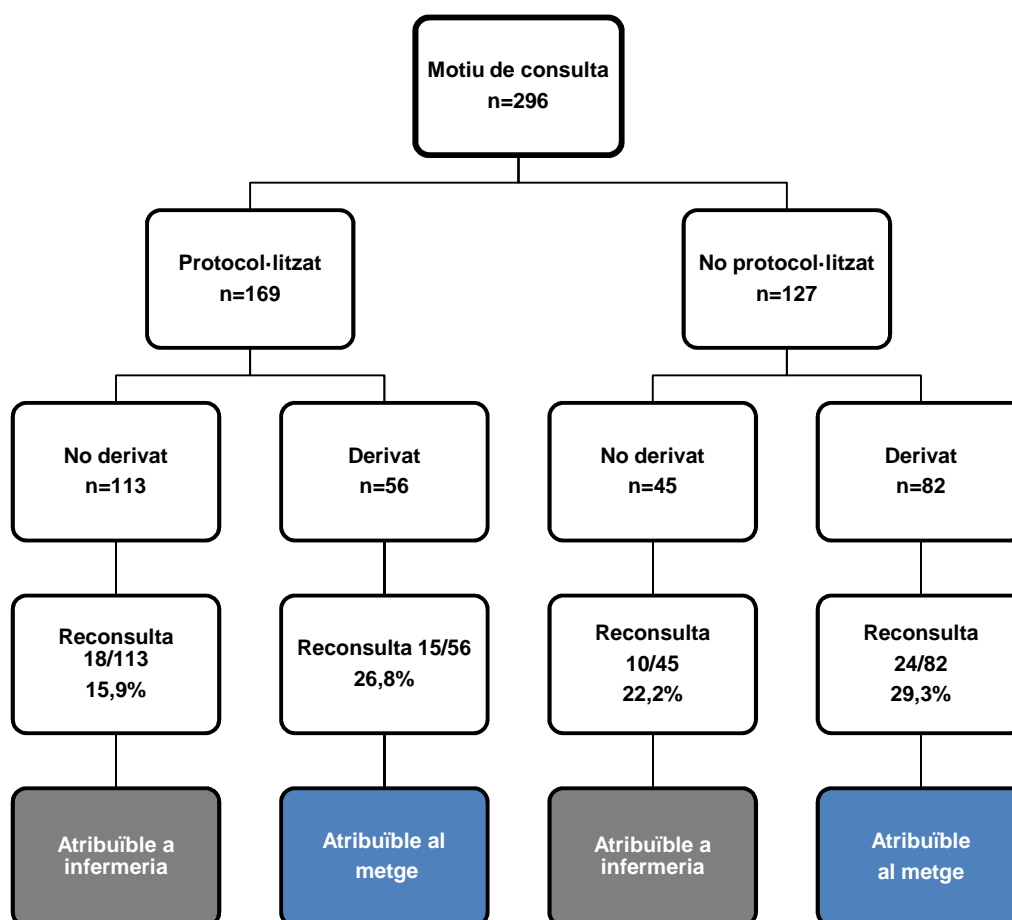 Motiu de consulta
n=296
Protocol·litzat
n=169
No protocol·litzat
n=127
No derivat
n=113
Derivat
n=56
No derivat
n=45
Derivat
n=82
Reconsulta
18/113
15,9%
Reconsulta 15/56
26,8%
Reconsulta
10/45
22,2%
Reconsulta
24/82
29,3%
Atribuïble a
infermeria
Atribuïble al
metge
Atribuïble a
infermeria
Atribuïble
al metge